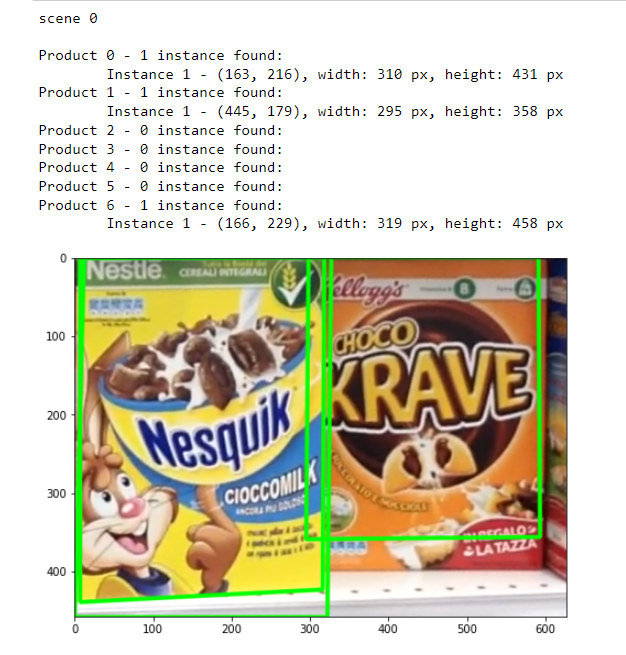 scene 0
Product 0 - 1 instance found:
Instance 1 - (163, 216), width: 310 px, height: 431 px
Product 1 - 1 instance found:
Instance 1 - (445, 179), width: 295 px, height: 358 px
Product 2 - 0 instance found:
Product 3 - 0 instance found:
Product 4 - 0 instance found:
Product 5 - 0 instance found:
Product 6 - 1 instance found:
Instance 1 - (166, 229), width: 319 px, height: 458 px
0
100
200
300
400
Nestlé
CEREALI INTEGRALI
Nesquik
CIOCCOMILK
ellogg's
B
CHOCO
KRAVE
REGALO
LA TAZZA
0
100
200
300
400
500
600